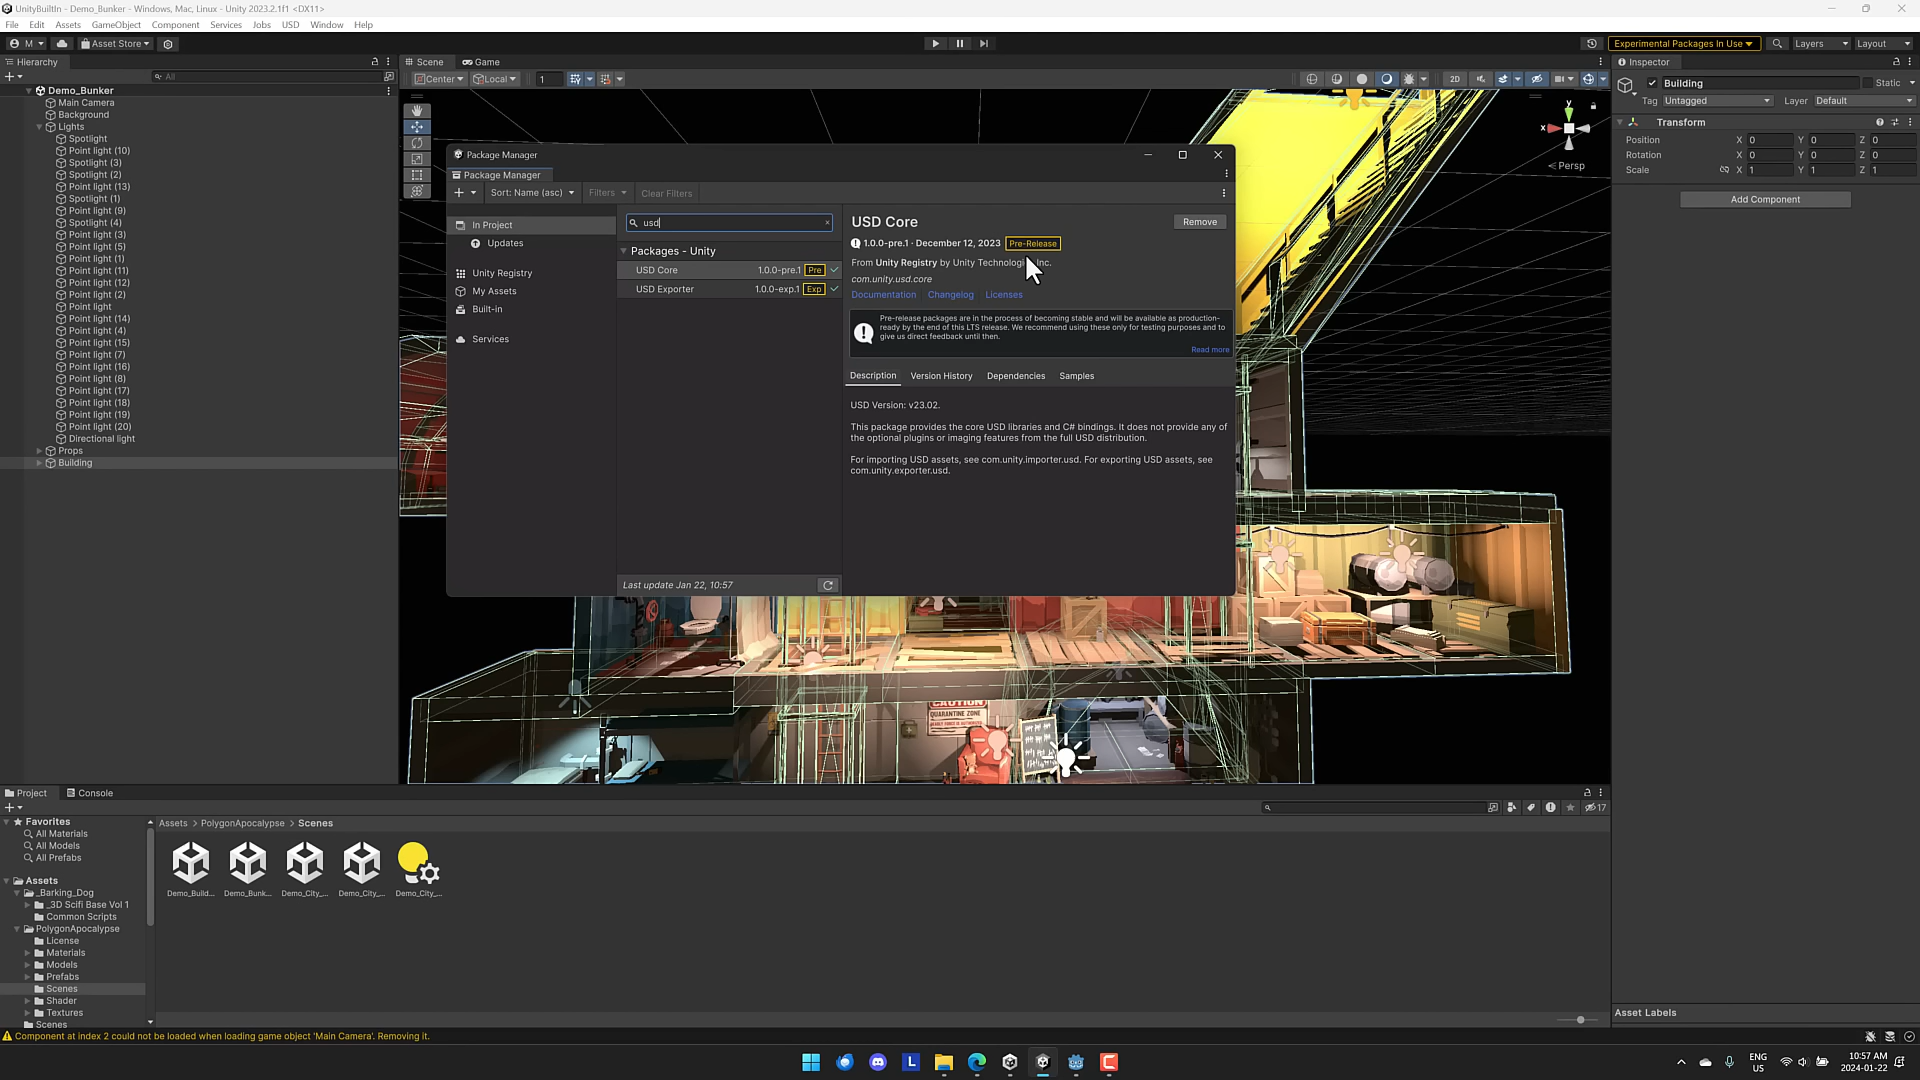 UnityBuiltIn - Demo_Bunker - Windows, Mac, Linux - Unity 2023.2.1f1 <DX11>
File Edit Assets GameObject Component Services Jobs USD Window Help
M Asset Store Experimental Packages In Use Layers Layout
Hierarchy
All
Demo_Bunker
Main Camera
Background
Lights
Spotlight
Point light (10)
Spotlight (3)
Spotlight (2)
Point light (13)
Spotlight (1)
Point light (9)
Spotlight (4)
Point light (3)
Point light (5)
Point light (1)
Point light (11)
Point light (12)
Point light (2)
Point light
Point light (14)
Point light (4)
Point light (15)
Point light (7)
Point light (16)
Point light (8)
Point light (17)
Point light (18)
Point light (19)
Point light (20)
Directional light
Props
Building
Scene Game
Center Local 1 2D
y
x
< Persp
Package Manager
Package Manager
Sort: Name (asc) Filters Clear Filters
In Project
Updates
Unity Registry
My Assets
Built-in
Services
usd
Packages - Unity
USD Core 1.0.0-pre.1 Pre
USD Exporter 1.0.0-exp.1 Exp
Last update Jan 22, 10:57
USD Core
Remove
1.0.0-pre.1 · December 12, 2023 Pre-Release
From Unity Registry by Unity Technologi Inc.
com.unity.usd.core
Documentation Changelog Licenses
Pre-release packages are in the process of becoming stable and will be available as production-
ready by the end of this LTS release. We recommend using these only for testing purposes and to
give us direct feedback until then.
Read more
Description Version History Dependencies Samples
USD Version: v23.02.
This package provides the core USD libraries and C# bindings. It does not provide any of
the optional plugins or imaging features from the full USD distribution.
For importing USD assets, see com.unity.importer.usd. For exporting USD assets, see
com.unity.exporter.usd.
CAUTION
QUARANTINE ZONE
Inspector
Building Static
Tag Untagged Layer Default
Transform
Position X 0 Y 0 Z 0
Rotation X 0 Y 0 Z 0
Scale X 1 Y 1 Z 1
Add Component
Asset Labels
Project Console
17
Favorites
All Materials
All Models
All Prefabs
Assets
_Barking_Dog
_3D Scifi Base Vol 1
Common Scripts
PolygonApocalypse
License
Materials
Models
Prefabs
Scenes
Shader
Textures
Scenes
Assets > PolygonApocalypse > Scenes
Demo_Build... Demo_Bunk... Demo_City_... Demo_City_... Demo_City_...
Component at index 2 could not be loaded when loading game object 'Main Camera'. Removing it.
L
ENG
US
10:57 AM
2024-01-22